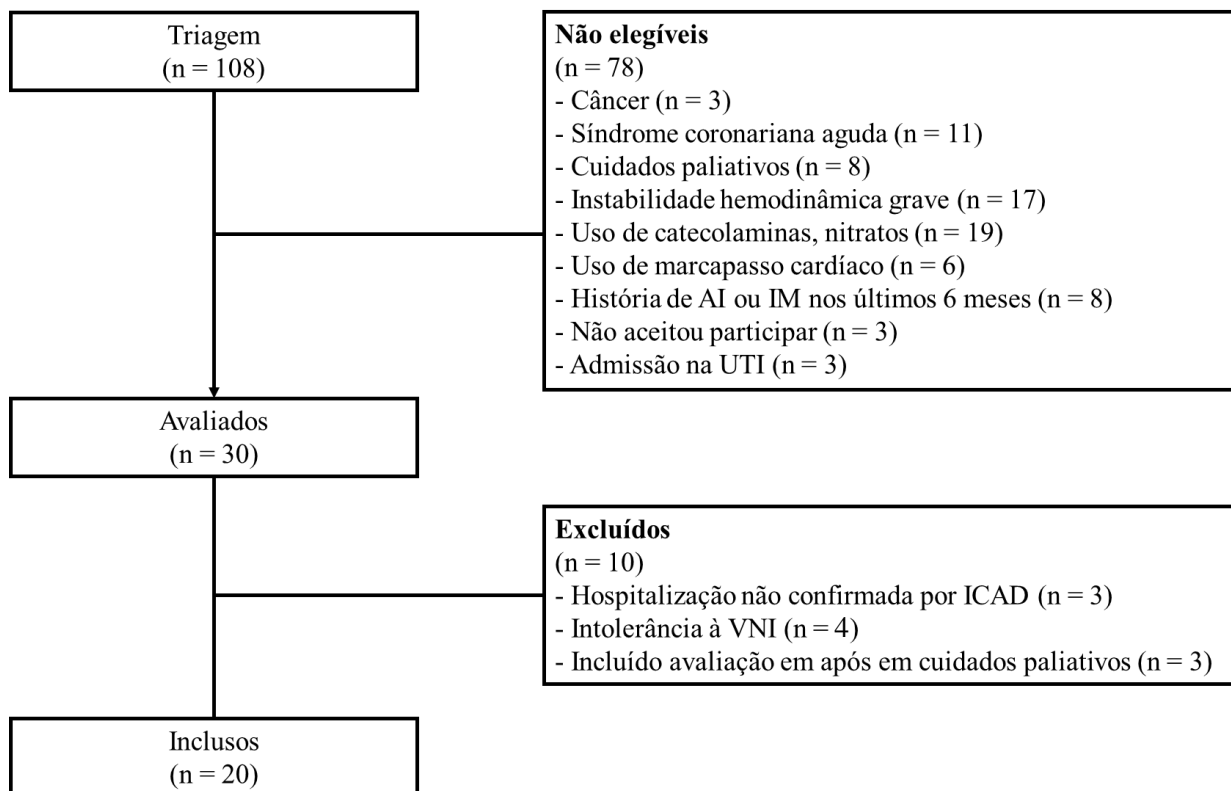 Triagem
(n = 108)
Não elegíveis
(n = 78)
- Câncer (n = 3)
- Síndrome coronariana aguda (n = 11)
- Cuidados paliativos (n = 8)
- Instabilidade hemodinâmica grave (n = 17)
- Uso de catecolaminas, nitratos (n = 19)
- Uso de marcapasso cardíaco (n = 6)
- História de AI ou IM nos últimos 6 meses (n = 8)
- Não aceitou participar (n = 3)
- Admissão na UTI (n = 3)
Avaliados
(n = 30)
Excluídos
(n = 10)
- Hospitalização não confirmada por ICAD (n = 3)
- Intolerância à VNI (n = 4)
- Incluído avaliação em após em cuidados paliativos (n = 3)
Inclusos
(n = 20)